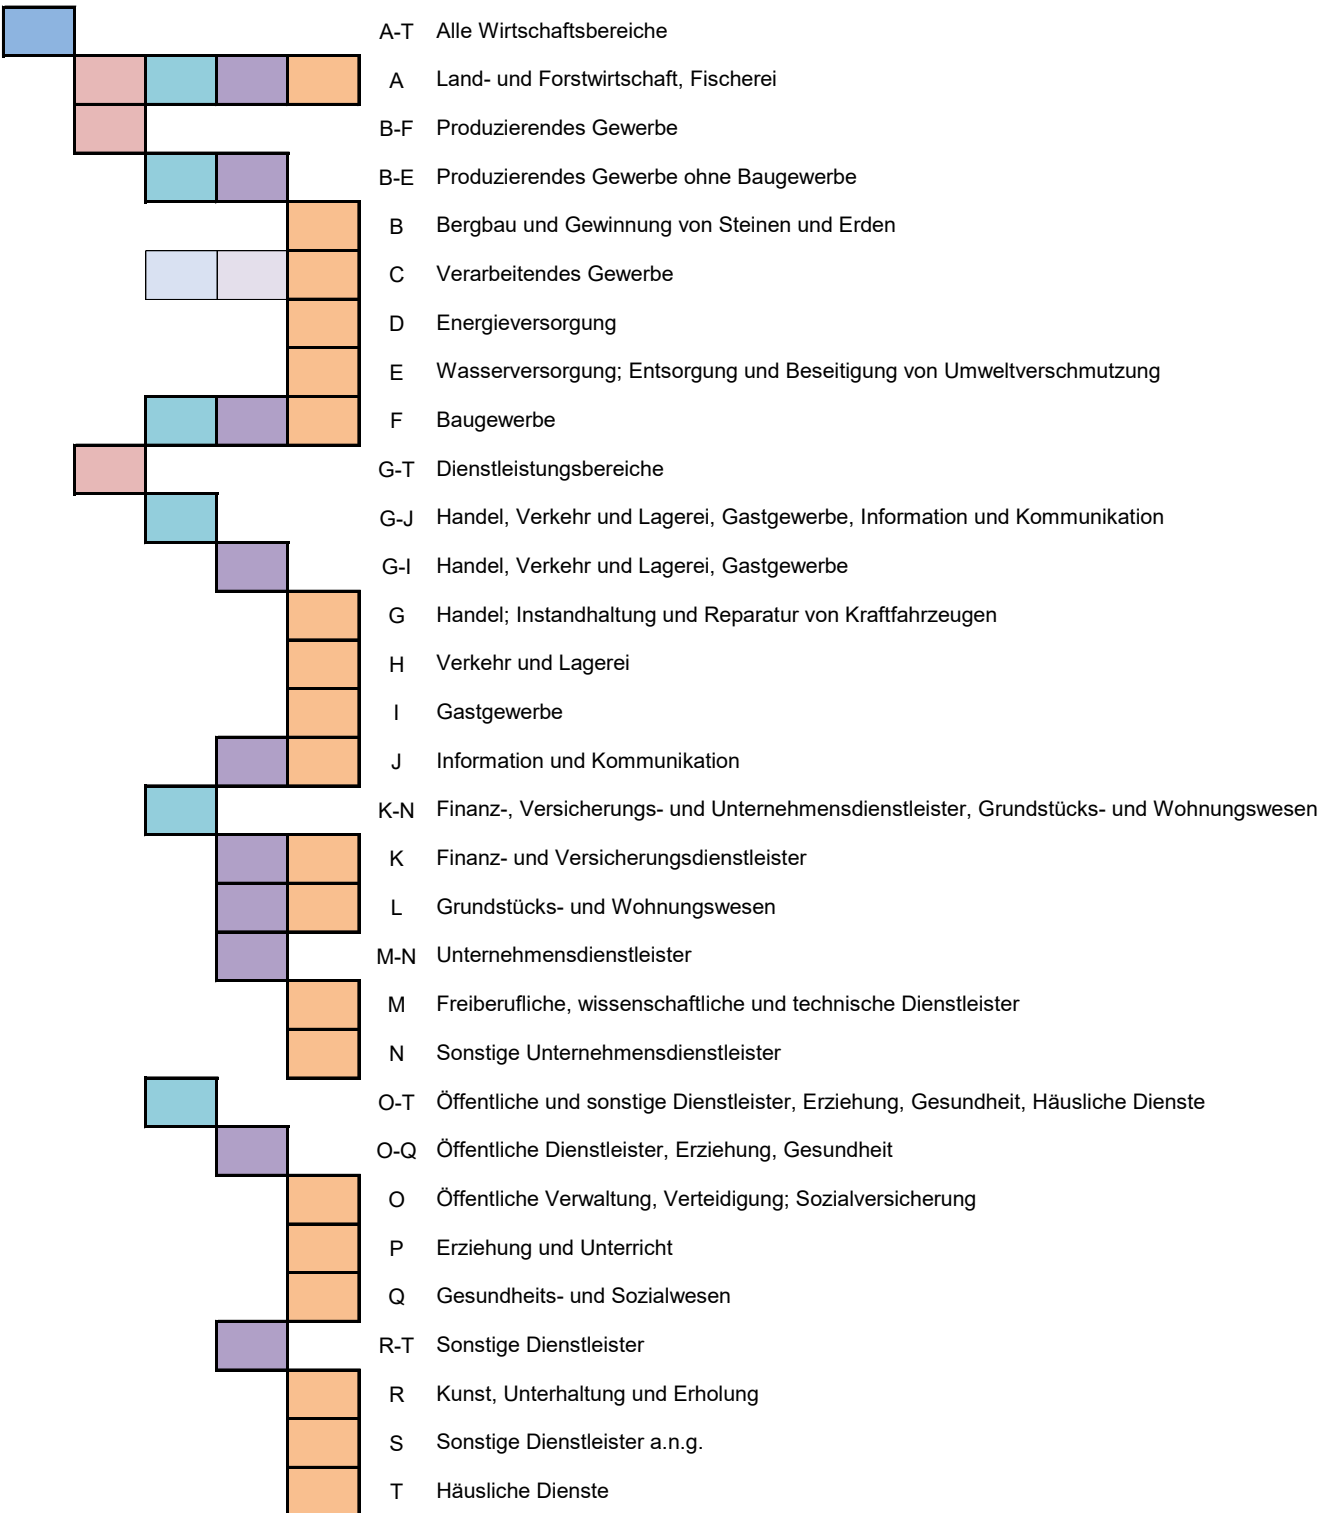 A-T Alle Wirtschaftsbereiche
A Land- und Forstwirtschaft, Fischerei
B-F Produzierendes Gewerbe
B-E Produzierendes Gewerbe ohne Baugewerbe
B Bergbau und Gewinnung von Steinen und Erden
C Verarbeitendes Gewerbe
D Energieversorgung
E Wasserversorgung; Entsorgung und Beseitigung von Umweltverschmutzung
F Baugewerbe
G-T Dienstleistungsbereiche
G-J Handel, Verkehr und Lagerei, Gastgewerbe, Information und Kommunikation
G-I Handel, Verkehr und Lagerei, Gastgewerbe
G Handel; Instandhaltung und Reparatur von Kraftfahrzeugen
H Verkehr und Lagerei
I Gastgewerbe
J Information und Kommunikation
K-N Finanz-, Versicherungs- und Unternehmensdienstleister, Grundstücks- und Wohnungswesen
K Finanz- und Versicherungsdienstleister
L Grundstücks- und Wohnungswesen
M-N Unternehmensdienstleister
M Freiberufliche, wissenschaftliche und technische Dienstleister
N Sonstige Unternehmensdienstleister
O-T Öffentliche und sonstige Dienstleister, Erziehung, Gesundheit, Häusliche Dienste
O-Q Öffentliche Dienstleister, Erziehung, Gesundheit
O Öffentliche Verwaltung, Verteidigung; Sozialversicherung
P Erziehung und Unterricht
Q Gesundheits- und Sozialwesen
R-T Sonstige Dienstleister
R Kunst, Unterhaltung und Erholung
S Sonstige Dienstleister a.n.g.
T Häusliche Dienste